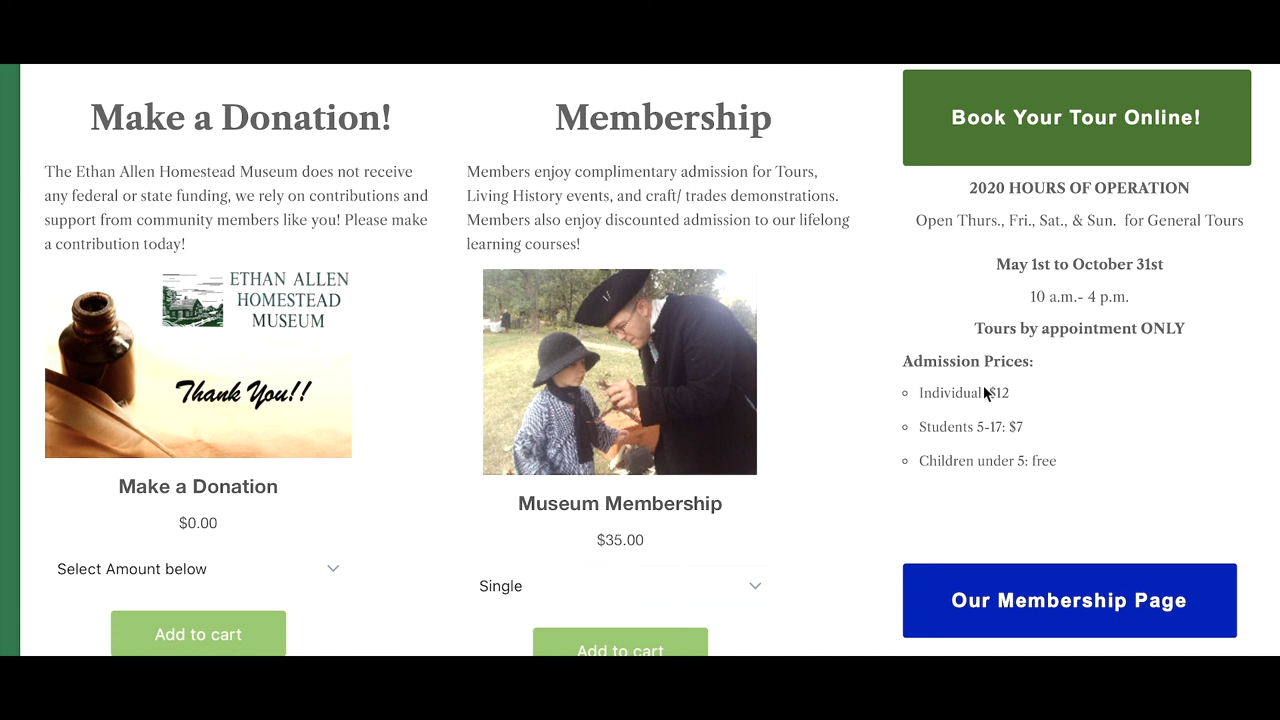 Make a Donation!
The Ethan Allen Homestead Museum does not receive
any federal or state funding, we rely on contributions and
support from community members like you! Please make
a contribution today!
ETHAN ALLEN
HOMESTEAD
MUSEUM
Thank You!!
Make a Donation
$0.00
Select Amount below
Add to cart
Membership
Members enjoy complimentary admission for Tours,
Living History events, and craft/ trades demonstrations.
Members also enjoy discounted admission to our lifelong
learning courses!
Museum Membership
$35.00
Single
Add to cart
Book Your Tour Online!
2020 HOURS OF OPERATION
Open Thurs., Fri., Sat., & Sun. for General Tours
May 1st to October 31st
10 a.m.- 4 p.m.
Tours by appointment ONLY
Admission Prices:
Individual: $12
Students 5-17: $7
Children under 5: free
Our Membership Page